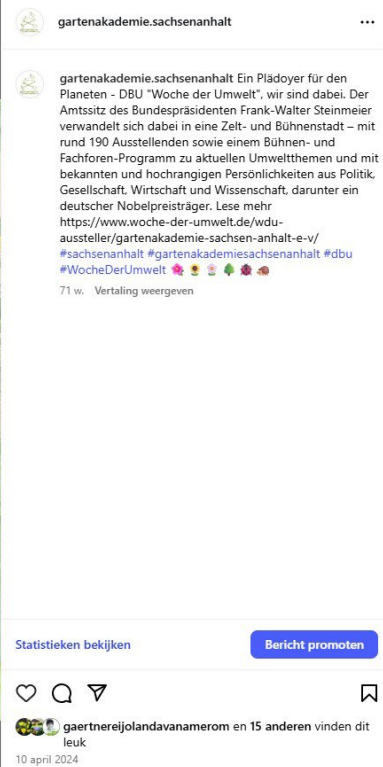 gartenakademie.sachsenanhalt
gartenakademie.sachsenanhalt Ein Plädoyer für den
Planeten - DBU "Woche der Umwelt", wir sind dabei. Der
Amtssitz des Bundespräsidenten Frank-Walter Steinmeier
verwandelt sich dabei in eine Zelt- und Bühnenstadt – mit
rund 190 Ausstellenden sowie einem Bühnen- und
Fachforen-Programm zu aktuellen Umweltthemen und mit
bekannten und hochrangigen Persönlichkeiten aus Politik,
Gesellschaft, Wirtschaft und Wissenschaft, darunter ein
deutscher Nobelpreisträger. Lese mehr
https://www.woche-der-umwelt.de/wdu-
aussteller/gartenakademie-sachsen-anhalt-e-v/
#sachsenanhalt #gartenakademiesachsenanhalt #dbu
#WocheDerUmwelt 🌺 🌻 🌸 🌲 🐞 🐌
71 w. Vertaling weergeven
Statistieken bekijken
Bericht promoten
gaertnereijolandavanamerom en 15 anderen vinden dit
leuk
10 april 2024